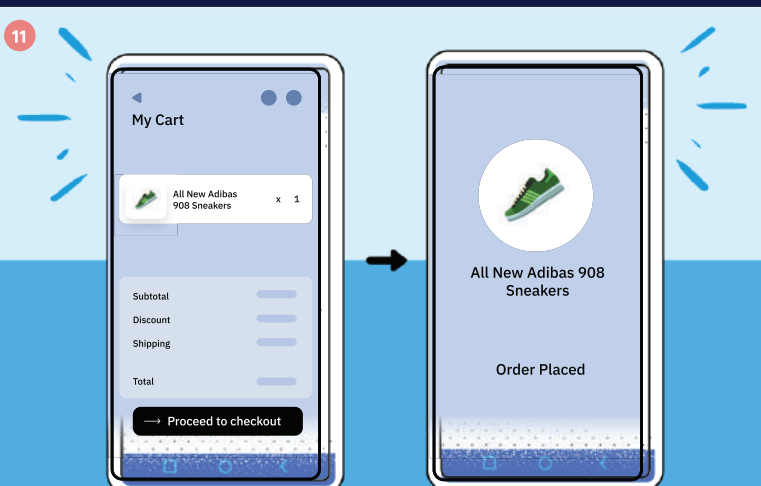 11
My Cart
All New Adibas
908 Sneakers
x 1
Subtotal
Discount
Shipping
Total
→ Proceed to checkout
All New Adibas 908
Sneakers
Order Placed